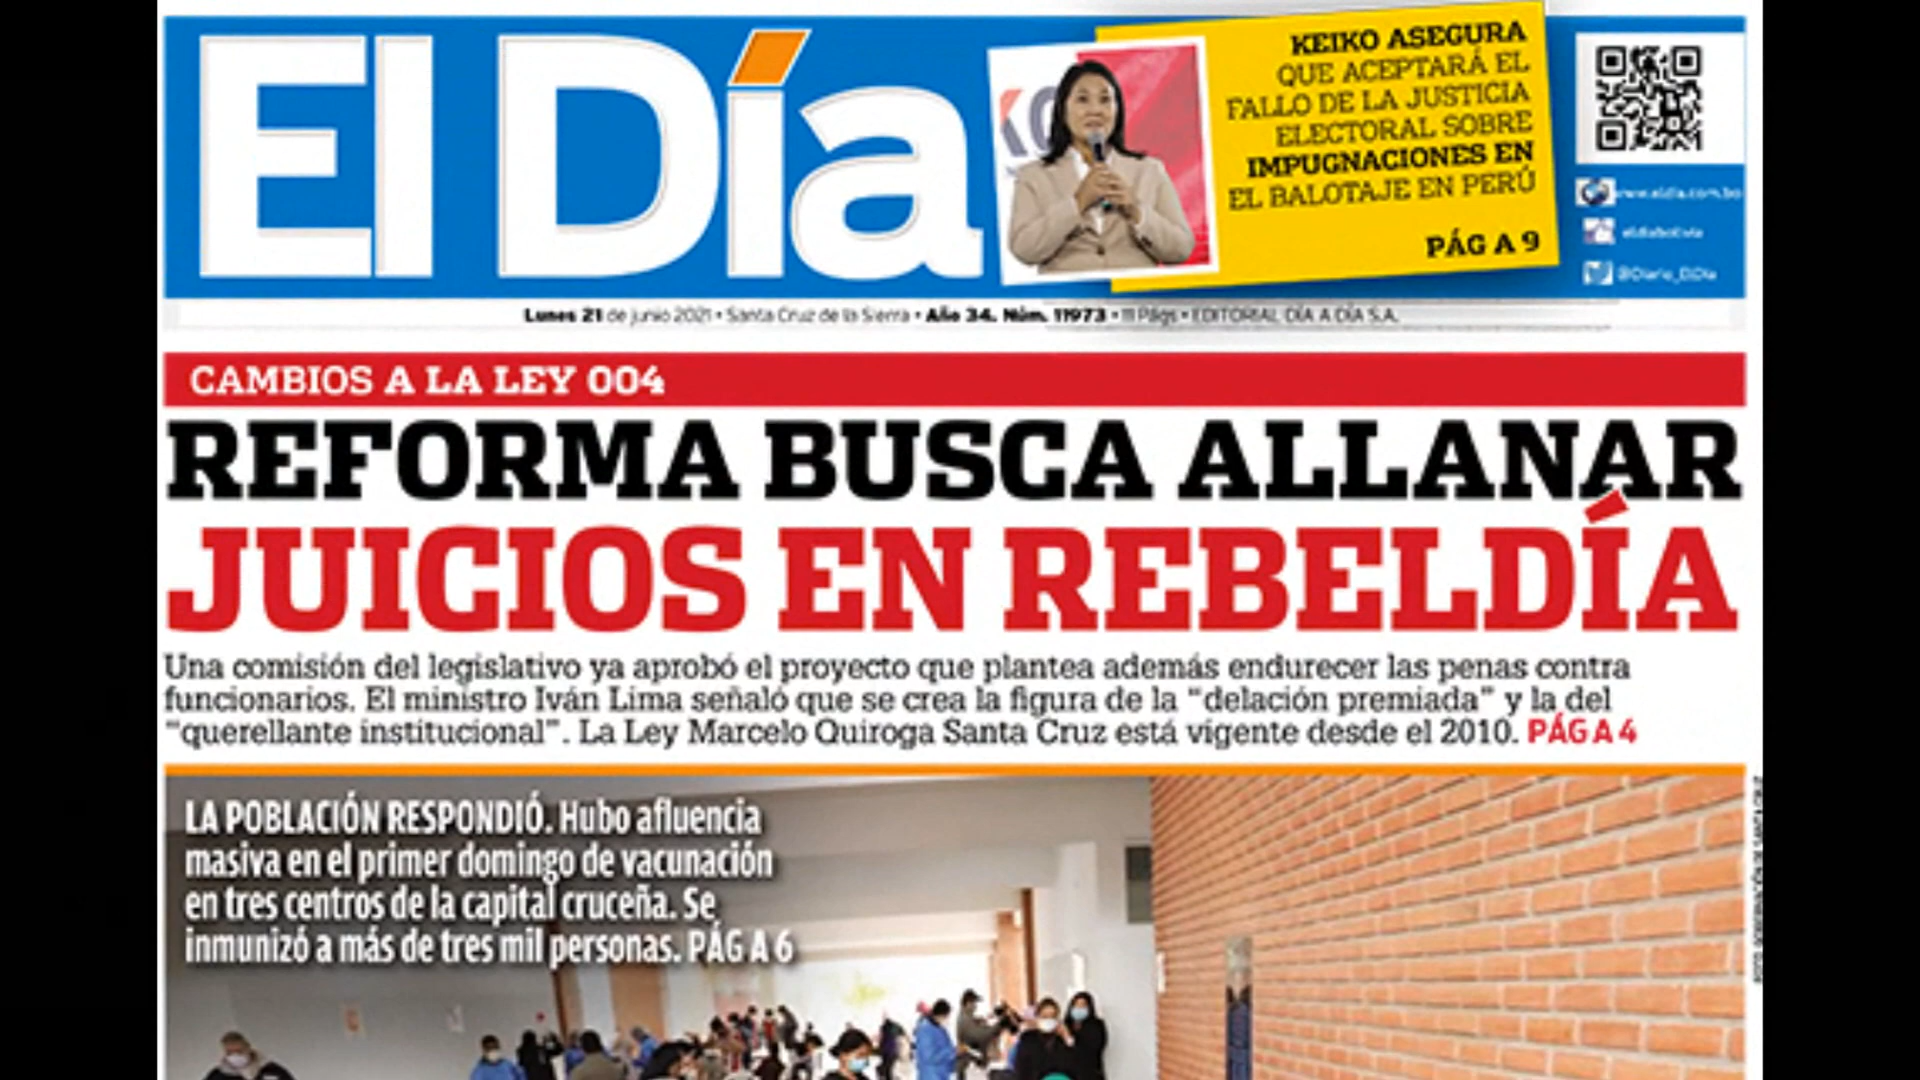 El Día
KEIKO ASEGURA
QUE ACEPTARÁ EL
FALLO DE LA JUSTICIA
ELECTORAL SOBRE
IMPUGNACIONES EN
EL BALOTAJE EN PERÚ
PÁG A 9
www.eldia.com.bo
eldiabolivia
@Diario_ElDia
Lunes 21 de junio 2021 • Santa Cruz de la Sierra • Año 34. Núm. 11973 • 11 Págs • EDITORIAL DÍA A DÍA S.A.
CAMBIOS A LA LEY 004
REFORMA BUSCA ALLANAR
JUICIOS EN REBELDÍA
Una comisión del legislativo ya aprobó el proyecto que plantea además endurecer las penas contra
funcionarios. El ministro Iván Lima señaló que se crea la figura de la “delación premiada” y la del
“querellante institucional”. La Ley Marcelo Quiroga Santa Cruz está vigente desde el 2010. PÁG A 4
LA POBLACIÓN RESPONDIÓ. Hubo afluencia
masiva en el primer domingo de vacunación
en tres centros de la capital cruceña. Se
inmunizó a más de tres mil personas. PÁG A 6